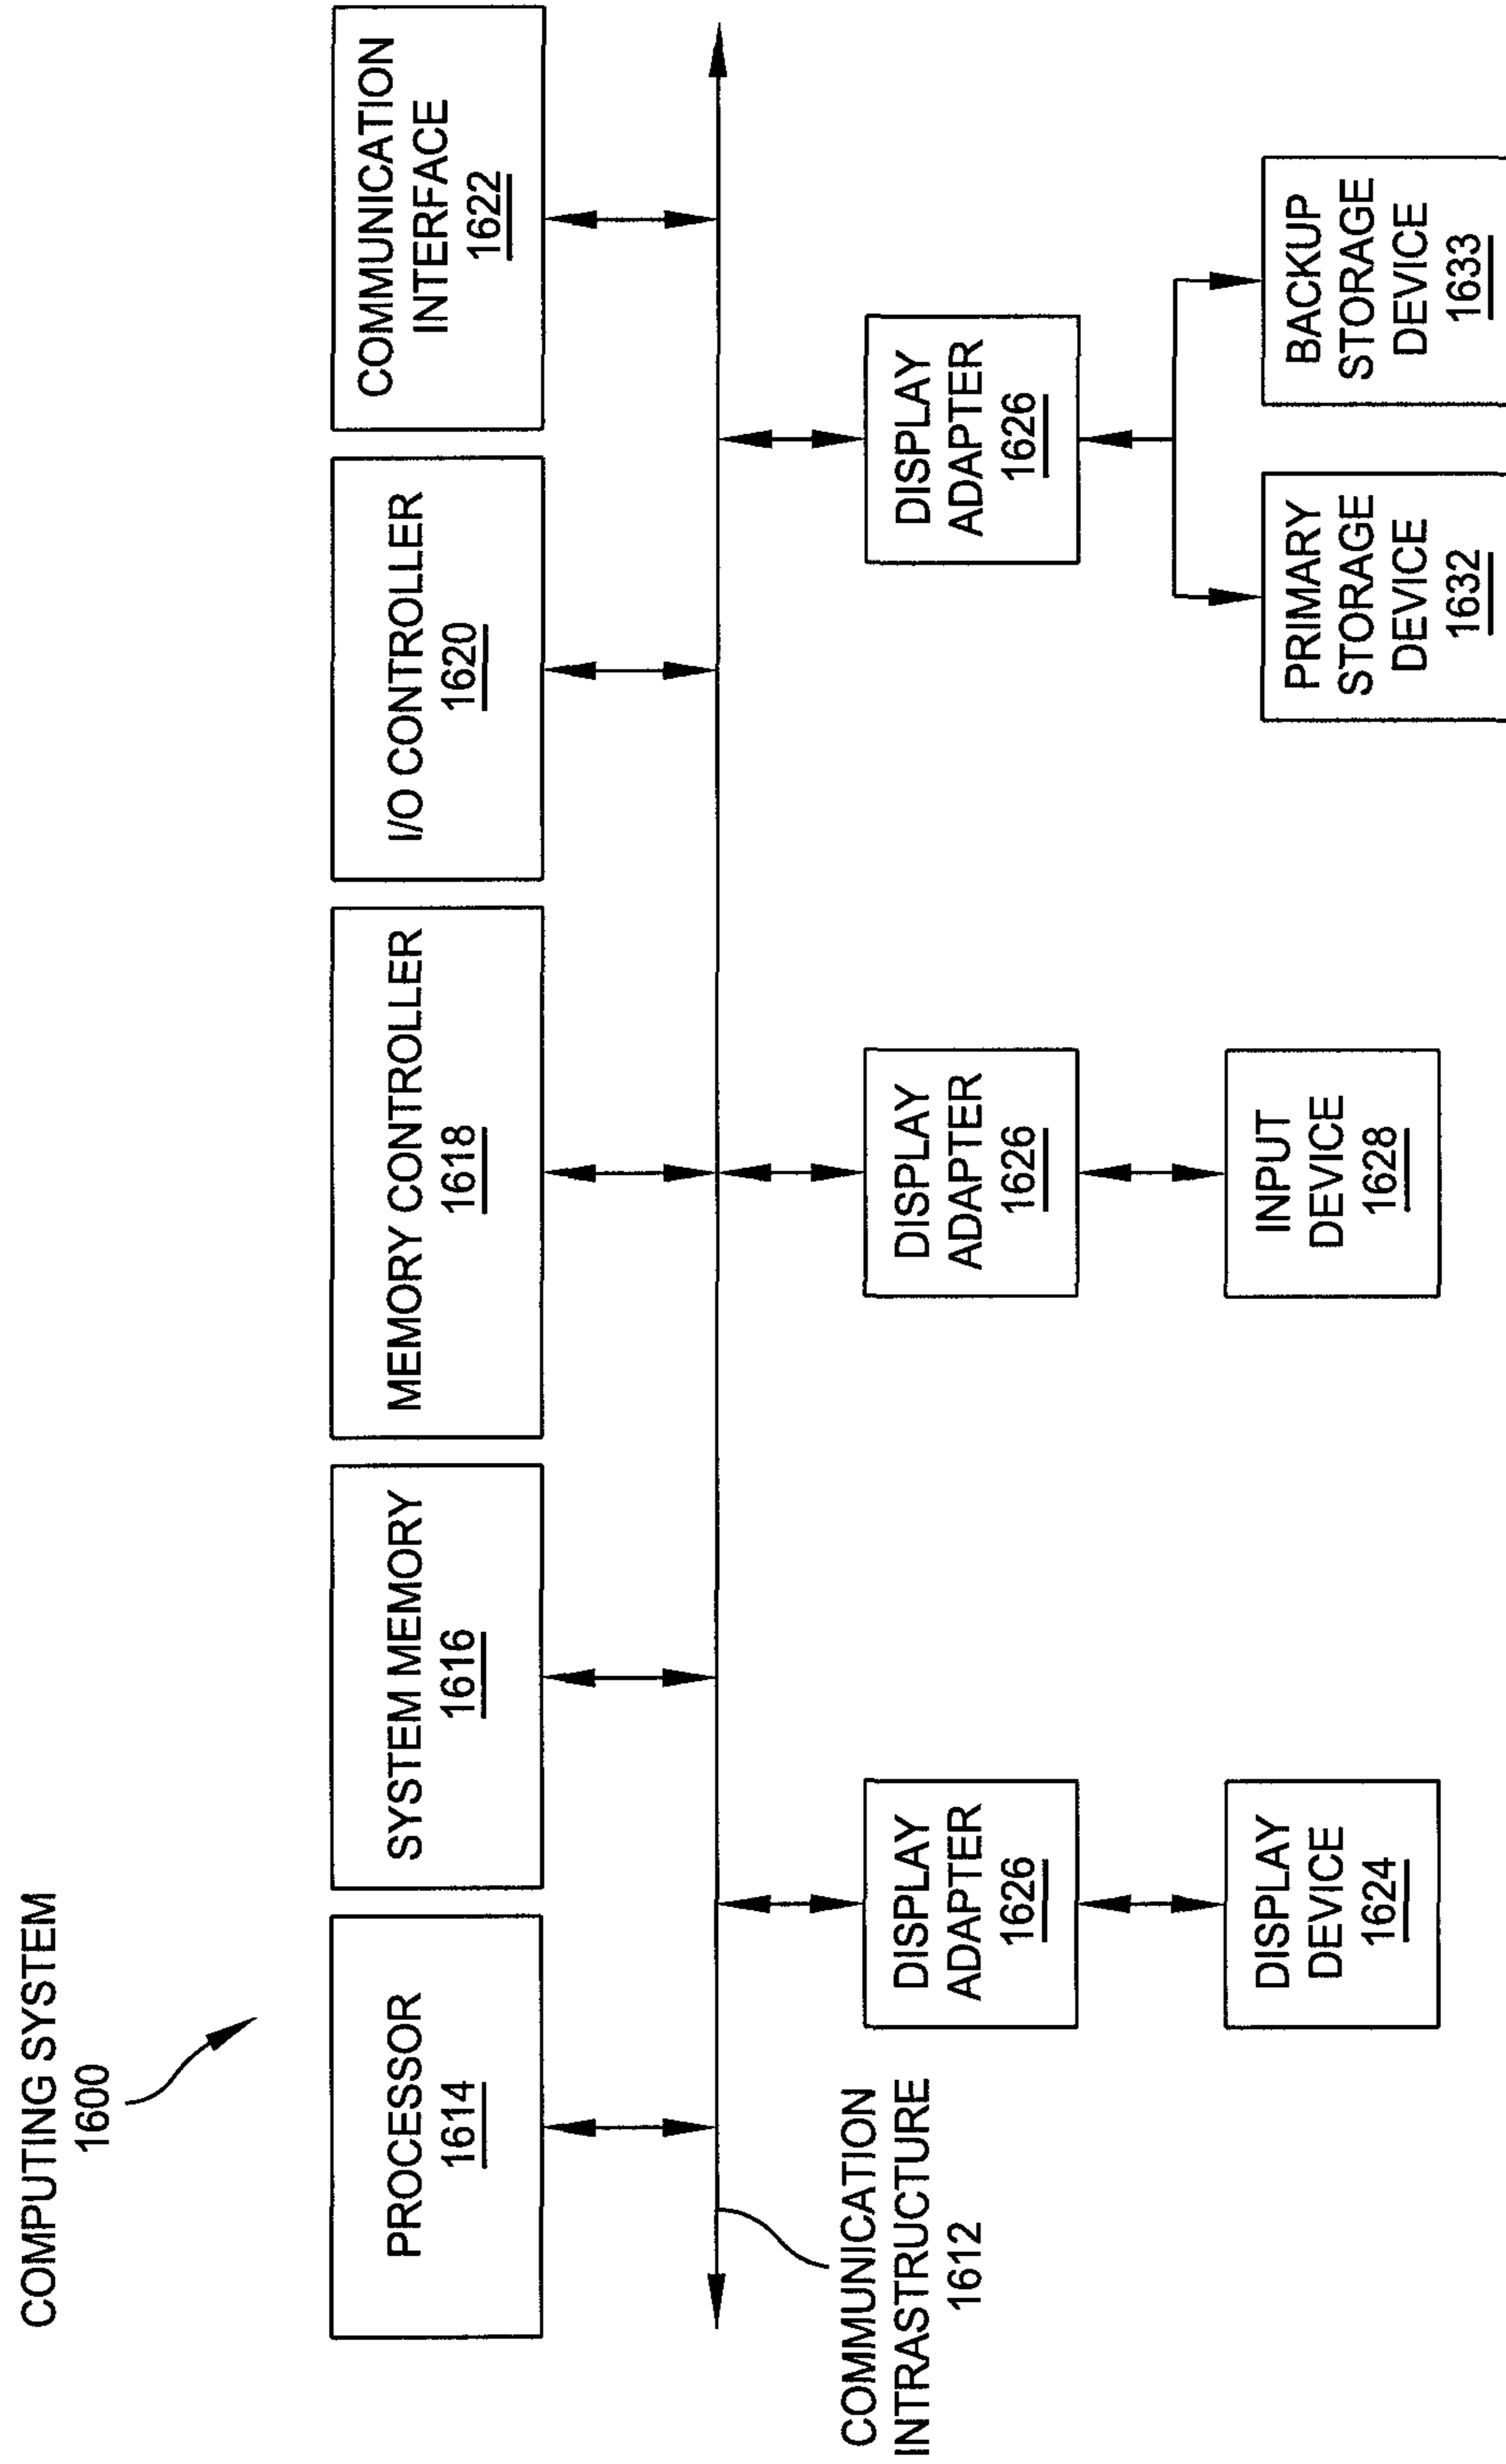 COMPUTING SYSTEM
1600
PROCESSOR
1614
SYSTEM MEMORY
1616
MEMORY CONTROLLER
1618
I/O CONTROLLER
1620
COMMUNICATION
INTERFACE
1622
COMMUNICATION
INTRASTRUCTURE
1612
DISPLAY
ADAPTER
1626
DISPLAY
ADAPTER
1626
DISPLAY
ADAPTER
1626
DISPLAY
DEVICE
1624
INPUT
DEVICE
1628
PRIMARY
STORAGE
DEVICE
1632
BACKUP
STORAGE
DEVICE
1633